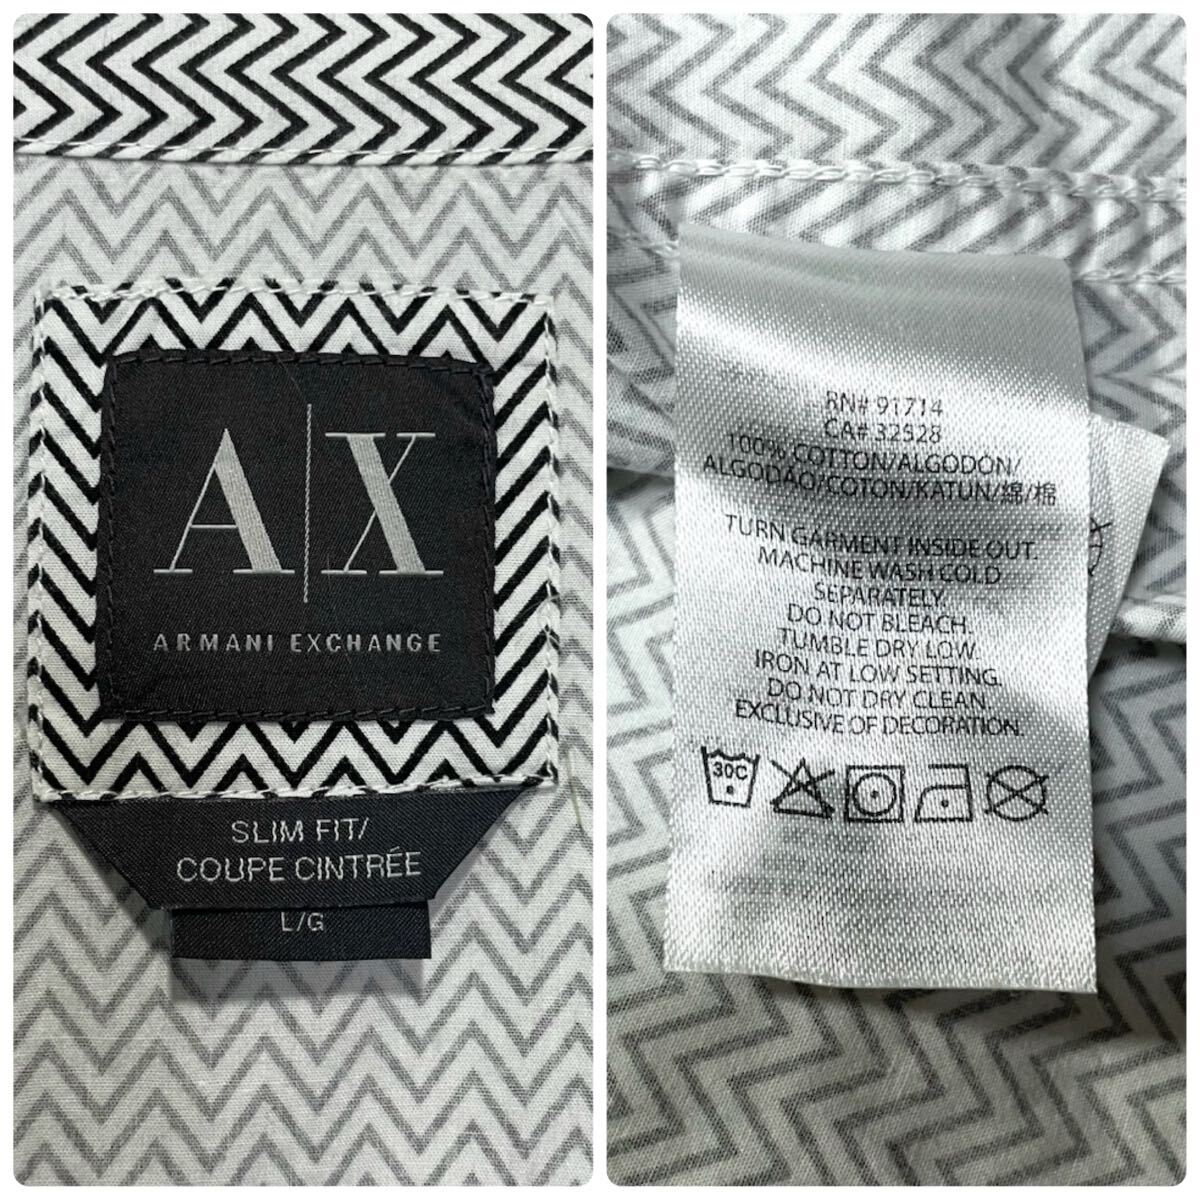 A|X
ARMANI EXCHANGE
SLIM FIT/
COUPE CINTRÉE
L/G
RN# 91714
CA# 32528
100% COTTON/ALGODÓN/
ALGODÃO/COTON/KATUN/綿/棉
TURN GARMENT INSIDE OUT.
MACHINE WASH COLD
SEPARATELY.
DO NOT BLEACH.
TUMBLE DRY LOW.
IRON AT LOW SETTING.
DO NOT DRY CLEAN.
EXCLUSIVE OF DECORATION.
30C